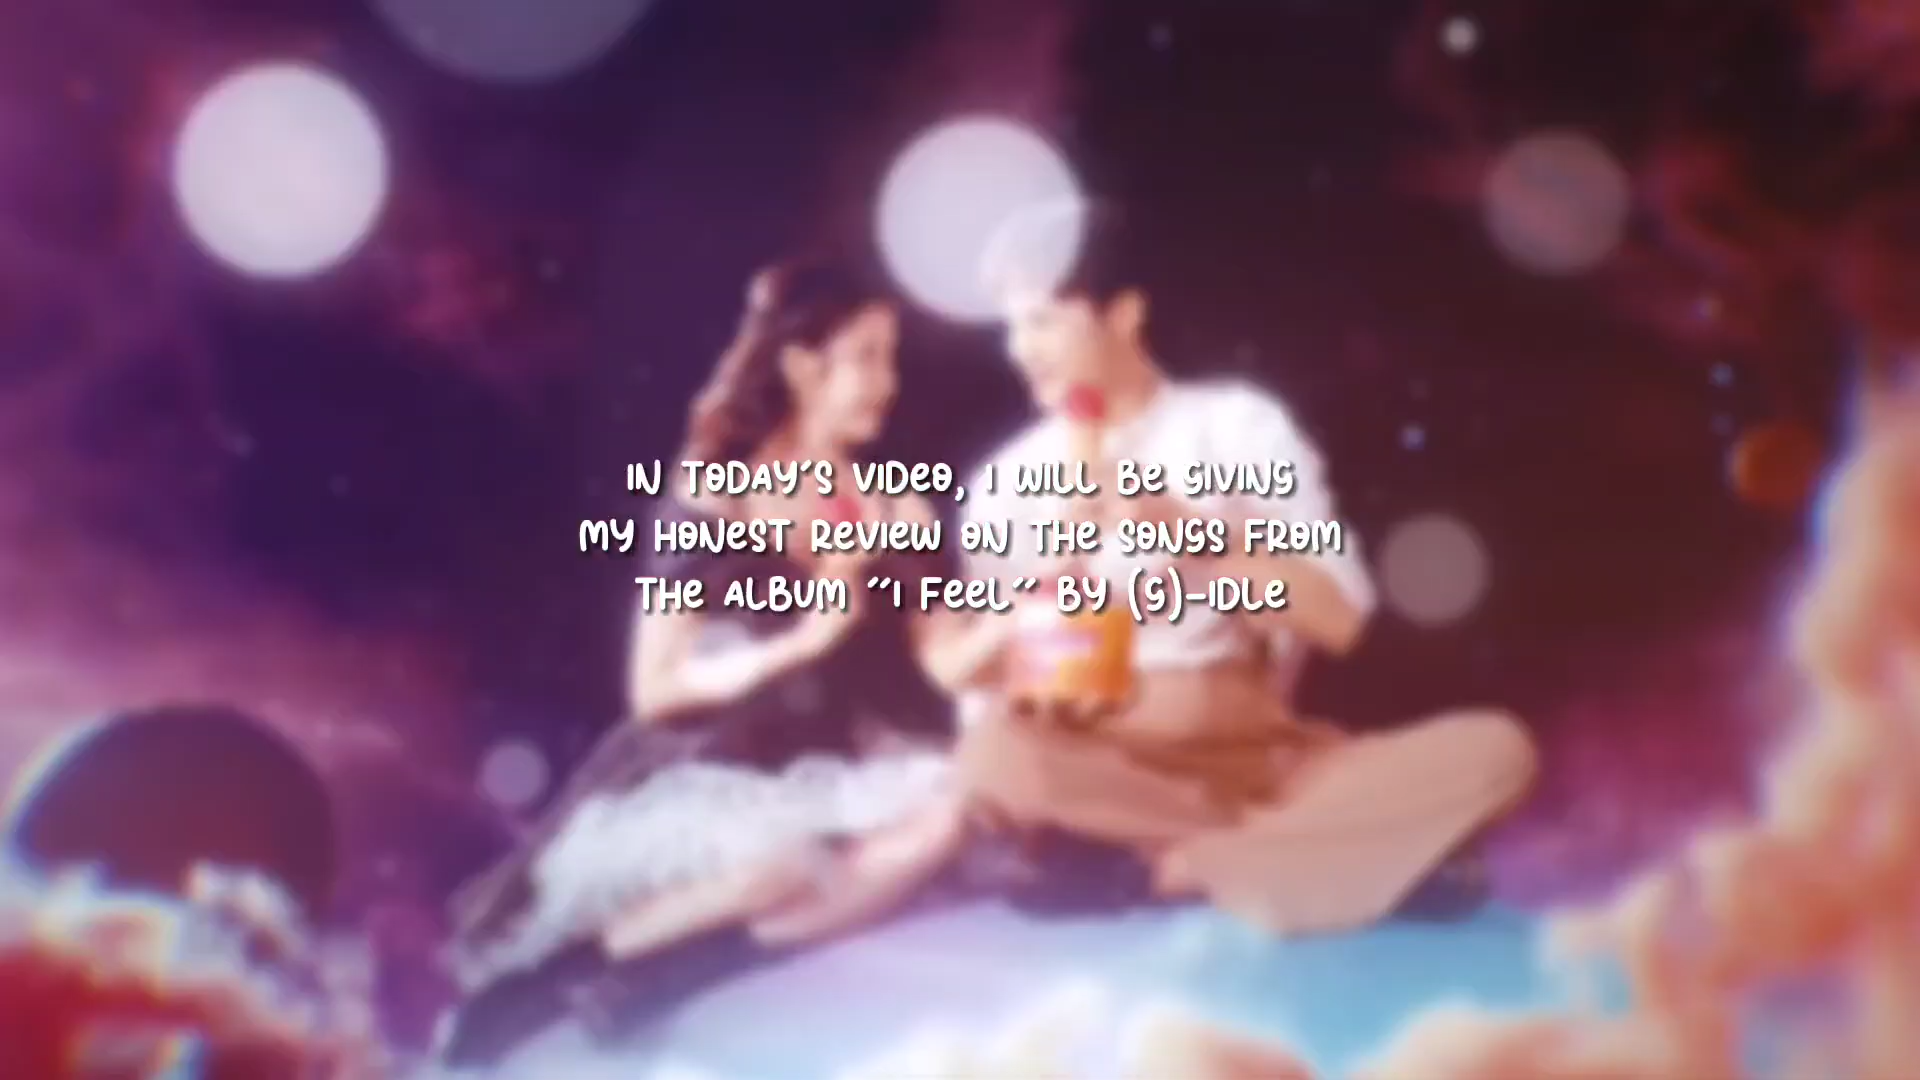 IN TODAY'S VIDEO, I WILL BE GIVING
MY HONEST REVIEW ON THE SONGS FROM
THE ALBUM "I FEEL" BY (G)-IDLE